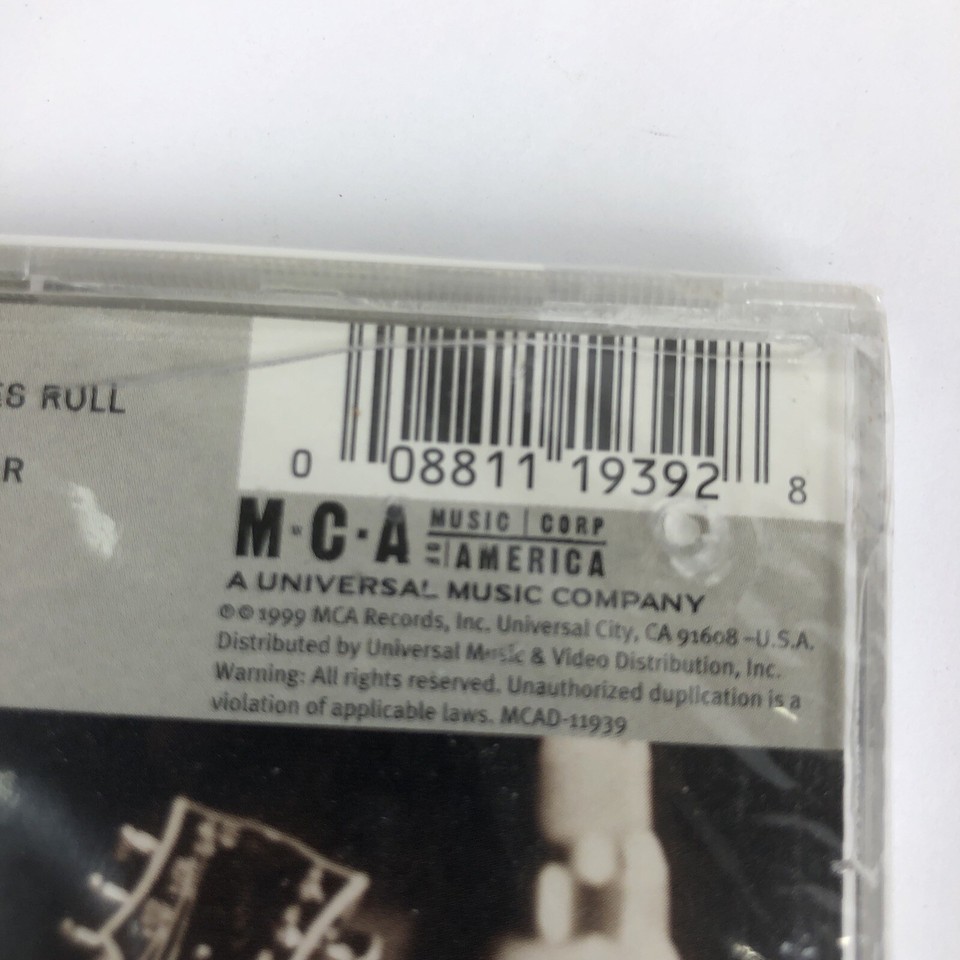 ES RULL
R
0 08811 19392 8
M·C·A MUSIC CORP
AMERICA
A UNIVERSAL MUSIC COMPANY
℗©1999 MCA Records, Inc. Universal City, CA 91608–U.S.A.
Distributed by Universal Music & Video Distribution, Inc.
Warning: All rights reserved. Unauthorized duplication is a
violation of applicable laws. MCAD-11939